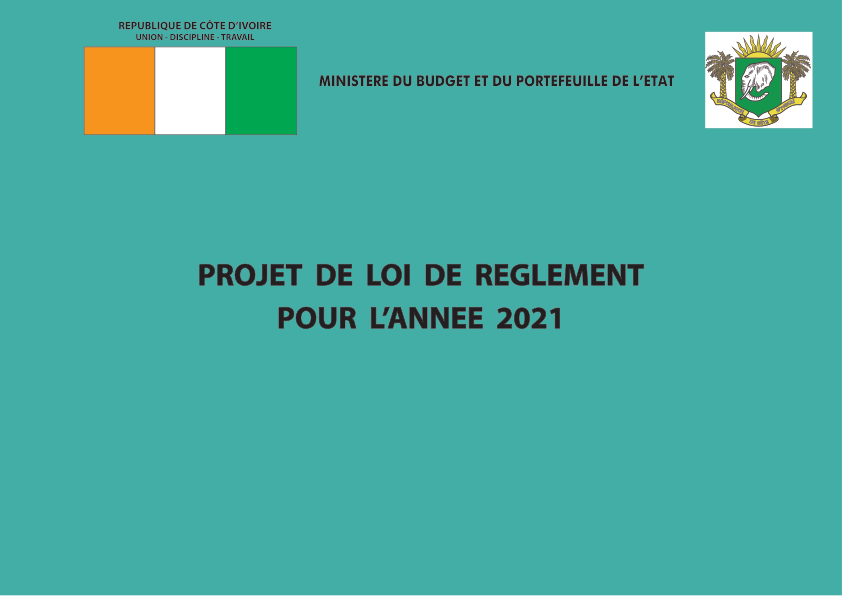 REPUBLIQUE DE CÔTE D'IVOIRE
UNION - DISCIPLINE - TRAVAIL
MINISTERE DU BUDGET ET DU PORTEFEUILLE DE L'ETAT
PROJET DE LOI DE REGLEMENT
POUR L'ANNEE 2021